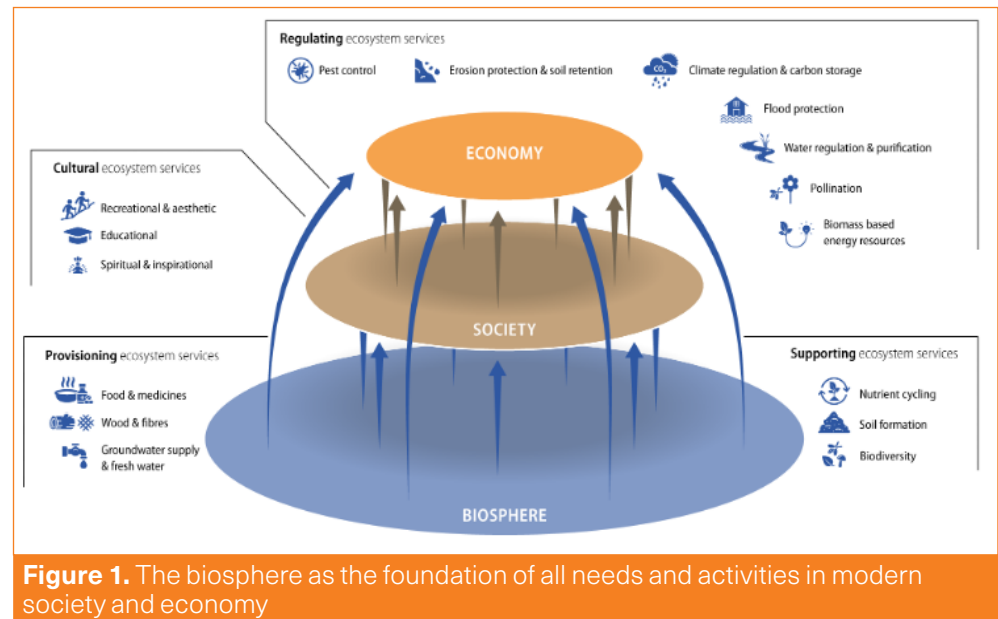 Regulating ecosystem services
Pest control
Erosion protection & soil retention
CO₂
Climate regulation & carbon storage
Flood protection
Water regulation & purification
Pollination
Biomass based
energy resources
Cultural ecosystem services
Recreational & aesthetic
Educational
Spiritual & inspirational
ECONOMY
SOCIETY
Provisioning ecosystem services
Food & medicines
Wood & fibres
Groundwater supply
& fresh water
Supporting ecosystem services
Nutrient cycling
Soil formation
Biodiversity
BIOSPHERE
Figure 1. The biosphere as the foundation of all needs and activities in modern
society and economy